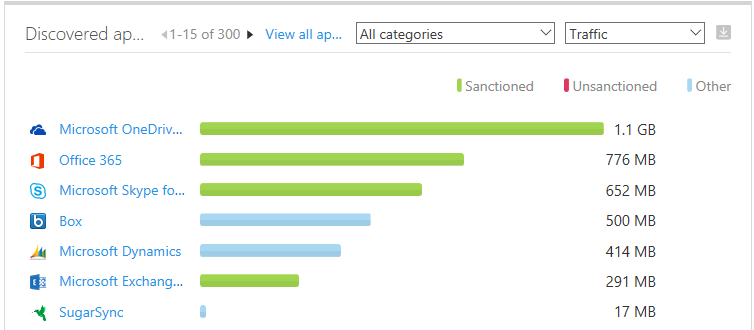 Discovered ap... 1-15 of 300 View all ap... All categories Traffic
Sanctioned Unsanctioned Other
Microsoft OneDriv... 1.1 GB
Office 365 776 MB
Microsoft Skype fo... 652 MB
Box 500 MB
Microsoft Dynamics 414 MB
Microsoft Exchang... 291 MB
SugarSync 17 MB